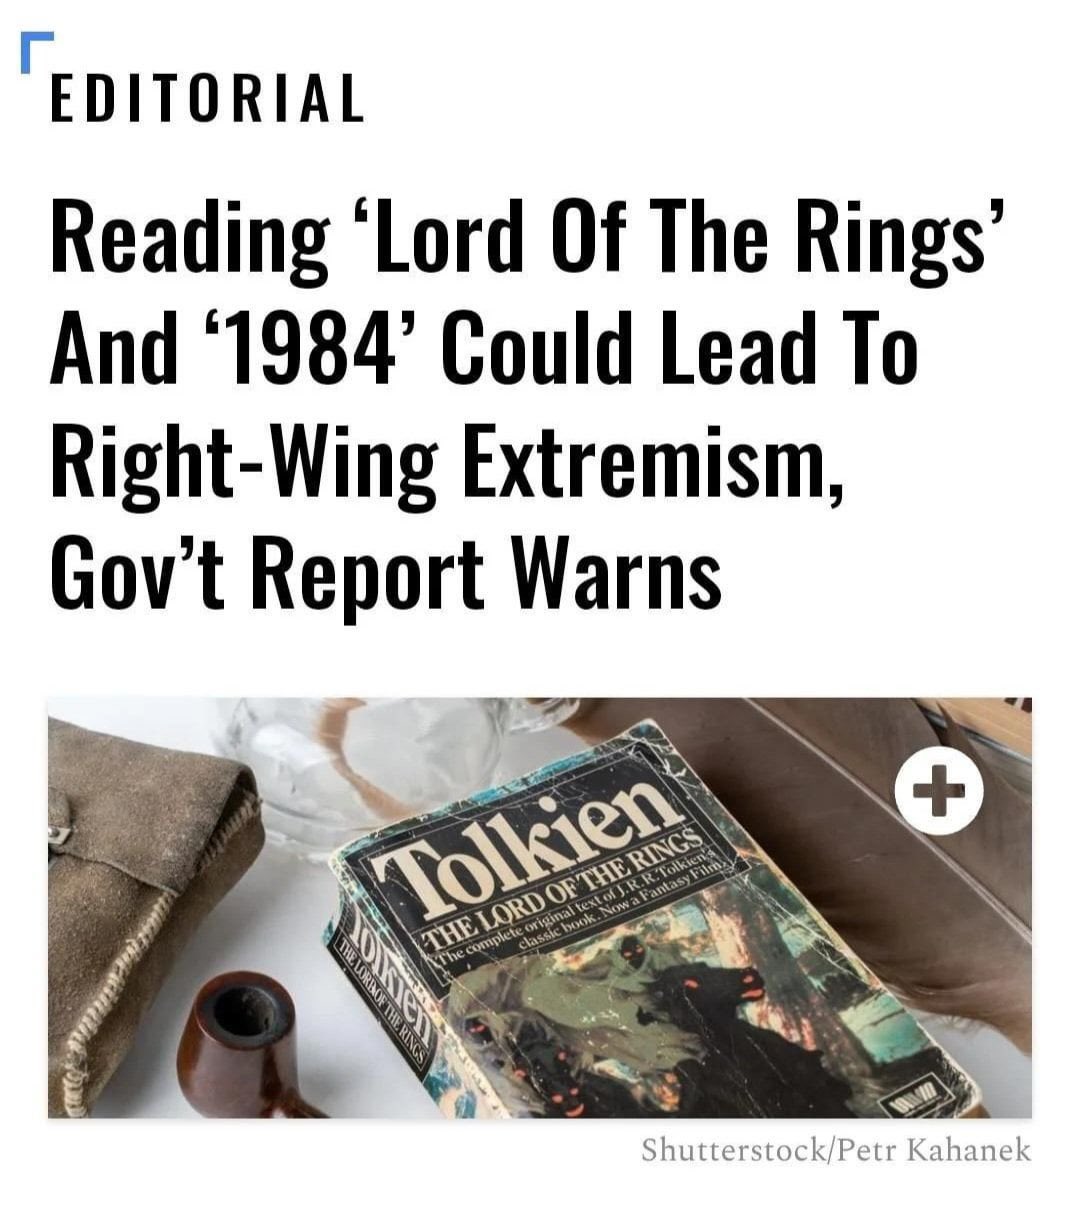 EDITORIAL
Reading ‘Lord Of The Rings’
And ‘1984’ Could Lead To
Right-Wing Extremism,
Gov’t Report Warns
Tolkien
THE LORD OF THE RINGS
The complete original text of J.R.R. Tolkien's
classic book. Now a Fantasy Film.
Tolkien
THE LORD OF THE RINGS
Shutterstock/Petr Kahanek